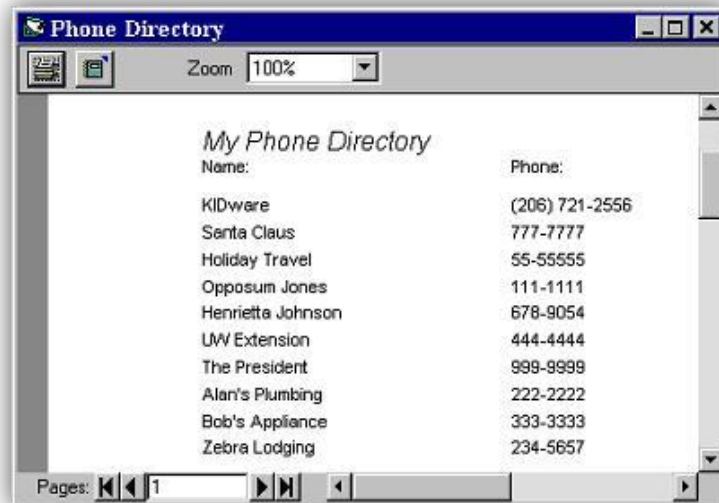 Phone Directory
Zoom 100%
My Phone Directory
Name: Phone:
KIDware (206) 721-2556
Santa Claus 777-7777
Holiday Travel 55-55555
Opposum Jones 111-1111
Henrietta Johnson 678-9054
UW Extension 444-4444
The President 999-9999
Alan's Plumbing 222-2222
Bob's Appliance 333-3333
Zebra Lodging 234-5657
Pages: 1